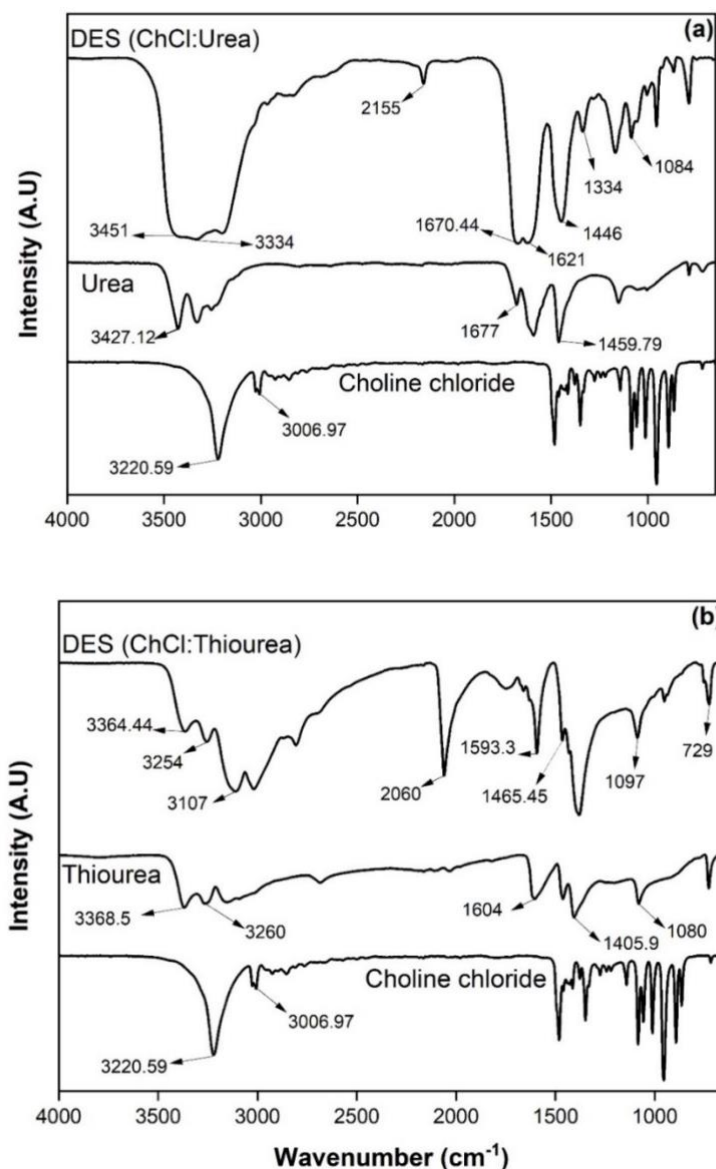 (a)
DES (ChCl:Urea)
2155
3451
3334
1670.44
1621
1446
1334
1084
Urea
3427.12
1677
1459.79
Choline chloride
3220.59
3006.97
Intensity (A.U)
4000 3500 3000 2500 2000 1500 1000
(b)
DES (ChCl:Thiourea)
3364.44
3254
3107
2060
1593.3
1465.45
1097
729
Thiourea
3368.5
3260
1604
1405.9
1080
Choline chloride
3220.59
3006.97
Intensity (A.U)
4000 3500 3000 2500 2000 1500 1000
Wavenumber (cm⁻¹)